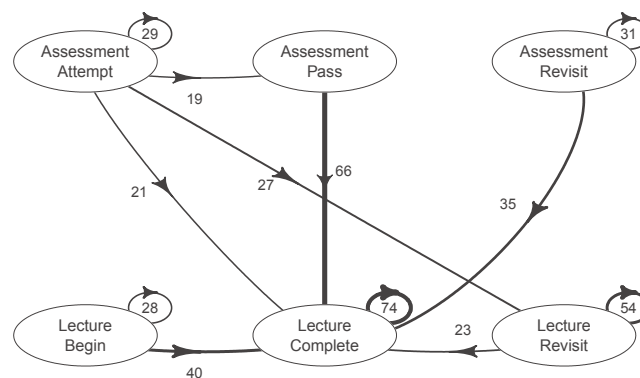 29
31
Assessment
Attempt
Assessment
Pass
Assessment
Revisit
19
66
21
27
35
28
74
54
Lecture
Begin
Lecture
Complete
Lecture
Revisit
23
40